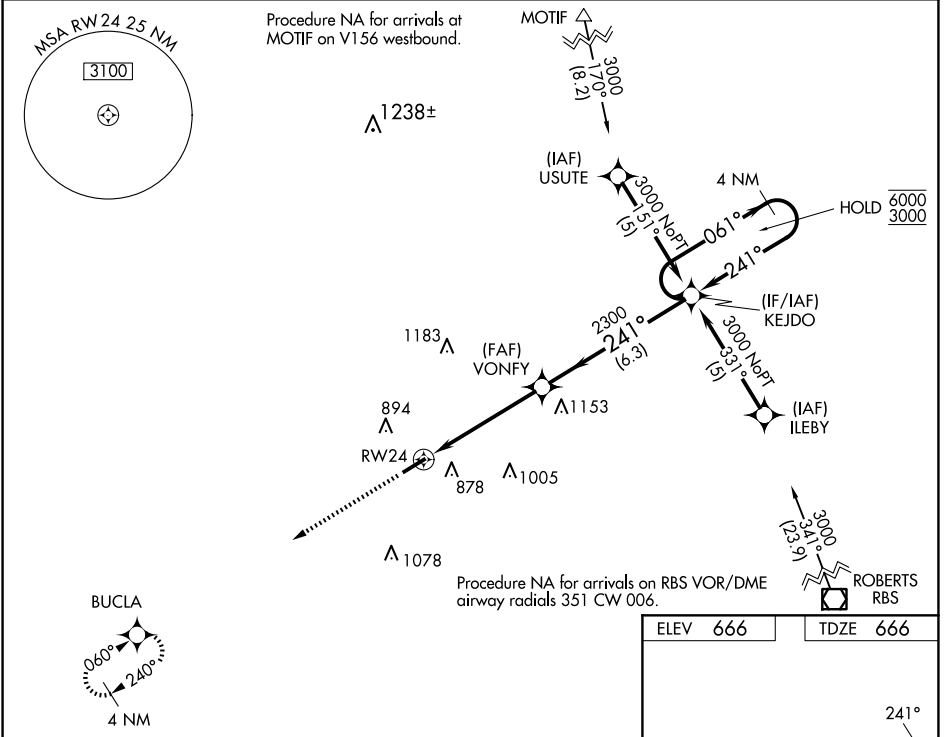 MSA RW24 25 NM
3100
Procedure NA for arrivals at
MOTIF on V156 westbound.
MOTIF
3000
170°
(8.2)
1238±
(IAF)
USUTE
3000 NoPT
151°
(5)
4 NM
061°
241°
HOLD
6000
3000
(IF/IAF)
KEJDO
2300
241°
(6.3)
3000 NoPT
331°
(5)
(IAF)
ILEBY
1183
(FAF)
VONFY
1153
894
RW24
878
1005
1078
3000
341°
(23.9)
Procedure NA for arrivals on RBS VOR/DME
airway radials 351 CW 006.
ROBERTS
RBS
BUCLA
060°
240°
4 NM
ELEV 666
TDZE 666
241°